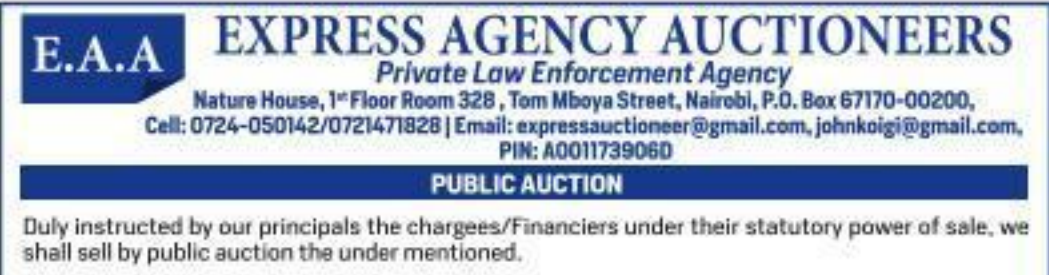 E.A.A
EXPRESS AGENCY AUCTIONEERS
Private Law Enforcement Agency
Nature House, 1st Floor Room 328 , Tom Mboya Street, Nairobi, P.O. Box 67170-00200,
Cell: 0724-050142/0721471828 | Email: expressauctioneer@gmail.com, johnkoigi@gmail.com,
PIN: A001173906D
PUBLIC AUCTION
Duly instructed by our principals the chargees/Financiers under their statutory power of sale, we
shall sell by public auction the under mentioned.